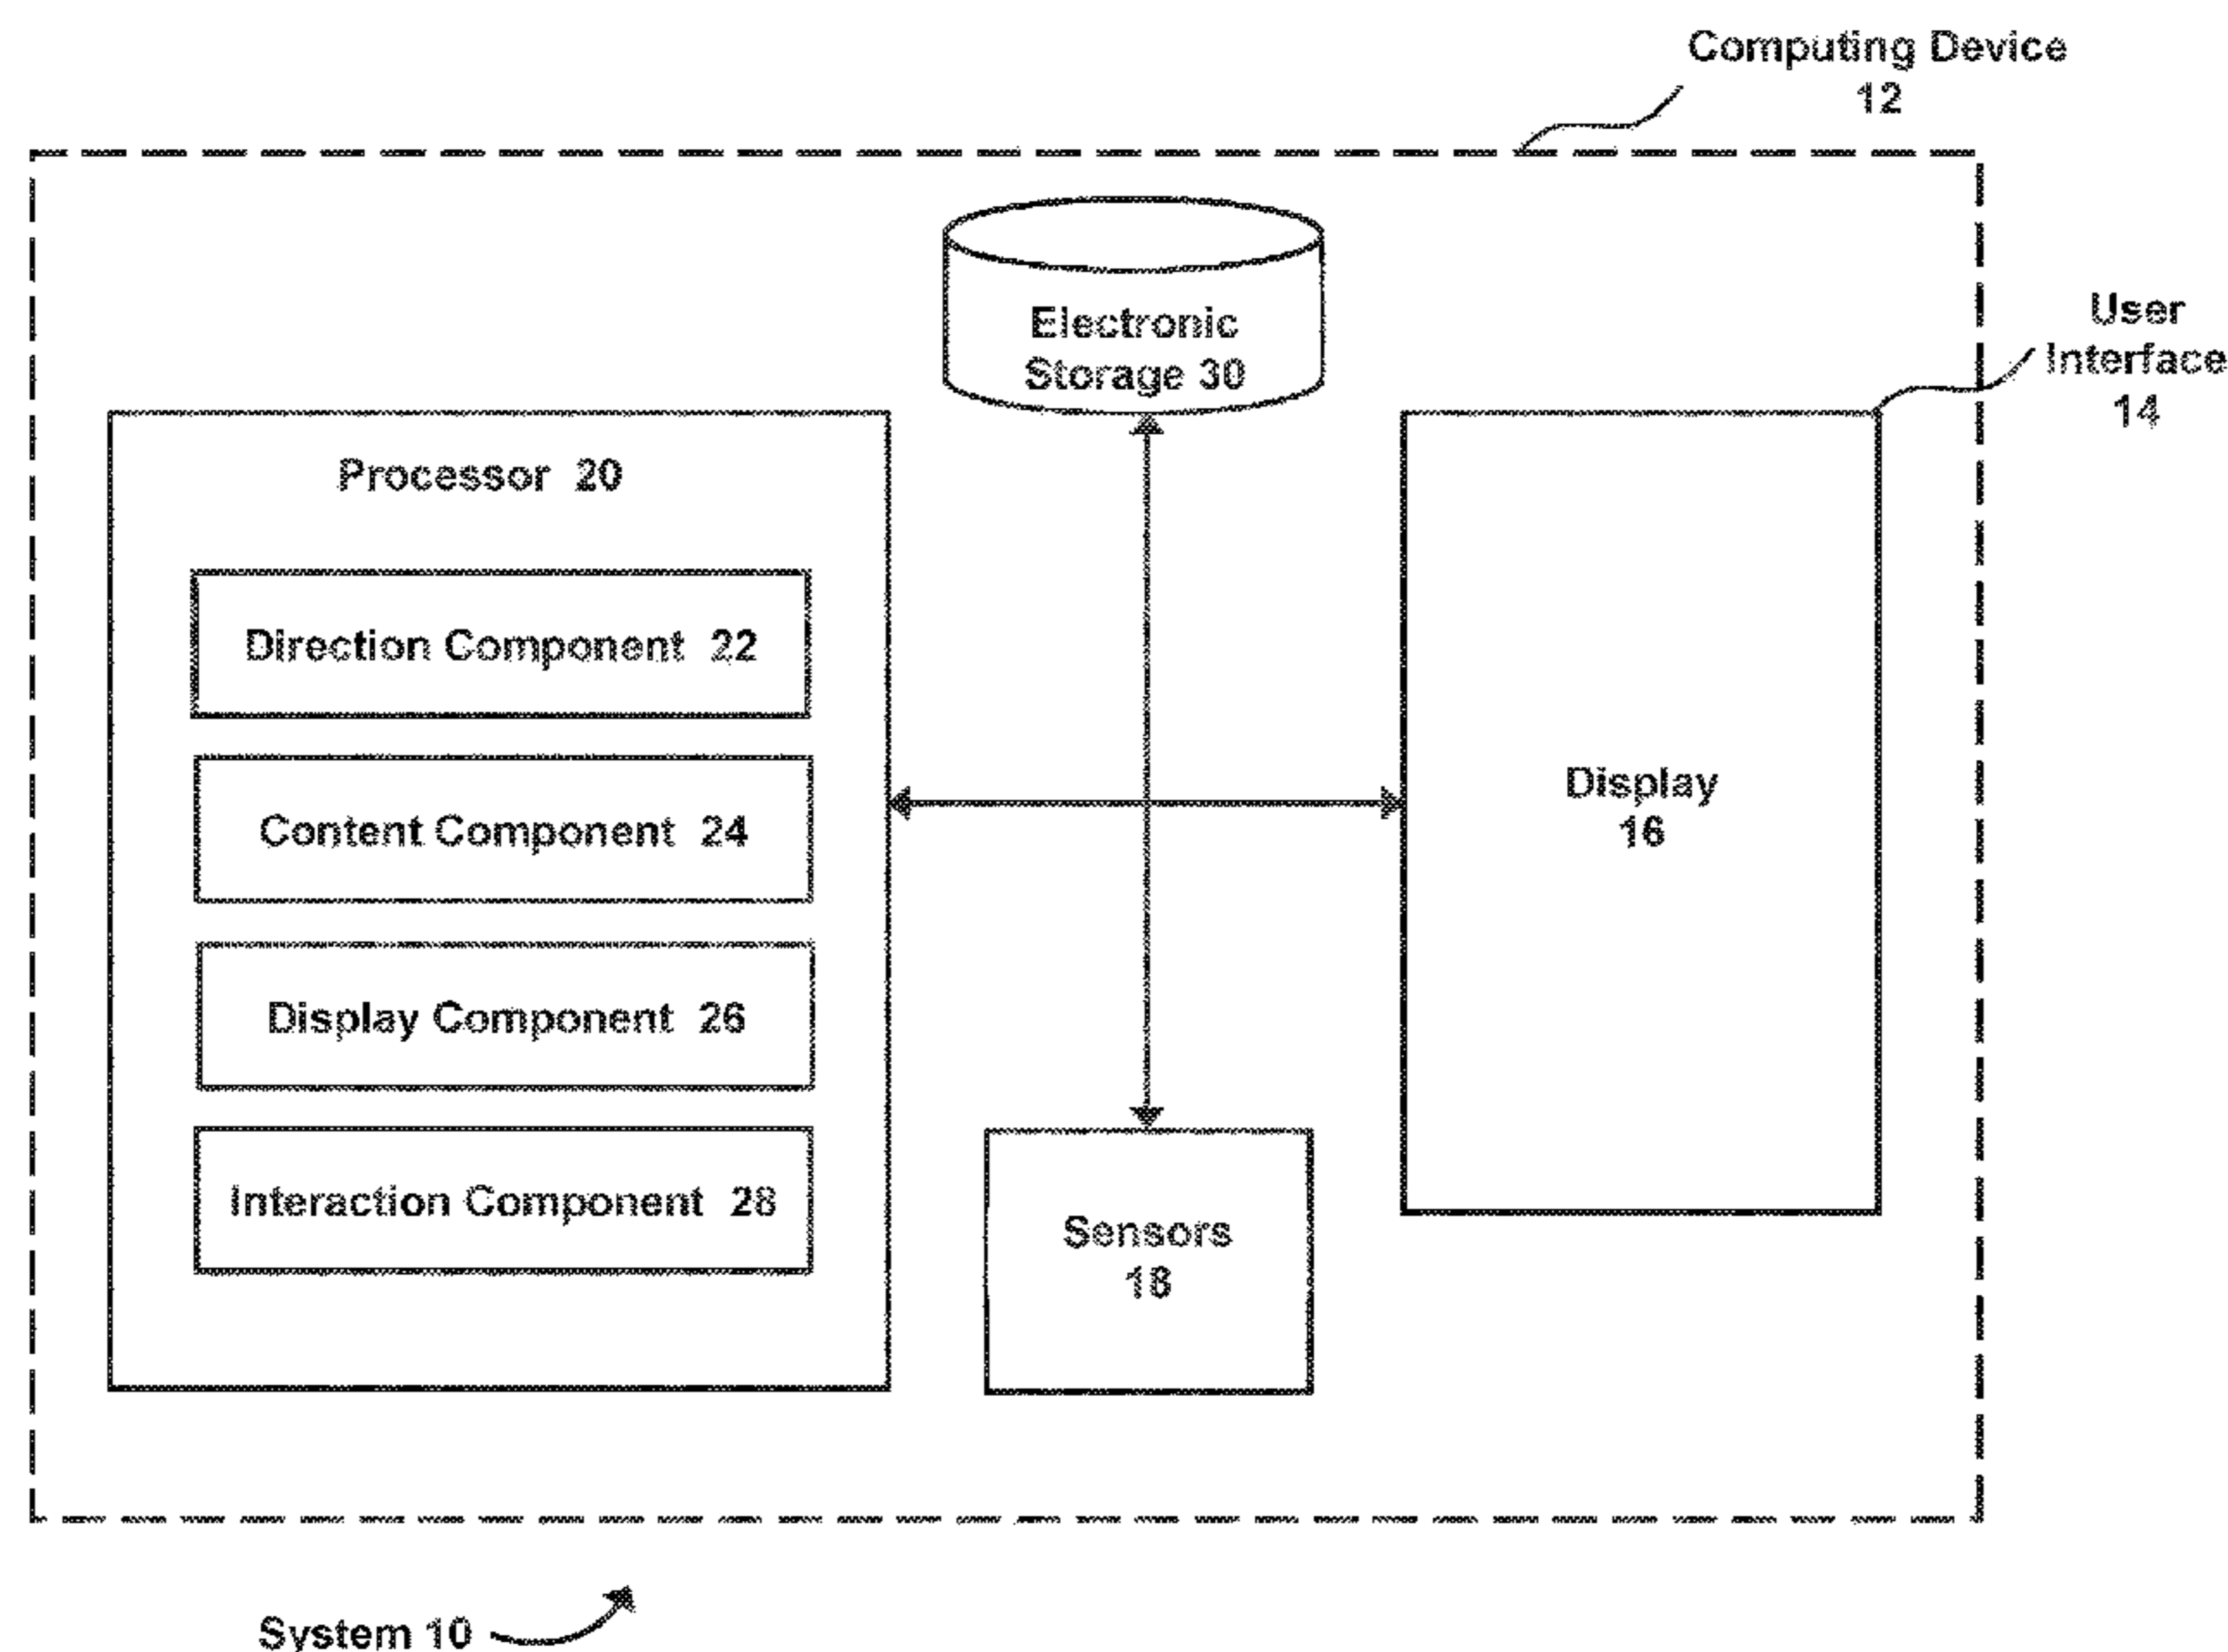 Computing Device
12
User
Interface
14
Electronic
Storage 30
Processor 20
Direction Component 22
Content Component 24
Display Component 26
Interaction Component 28
Display
16
Sensors
18
System 10